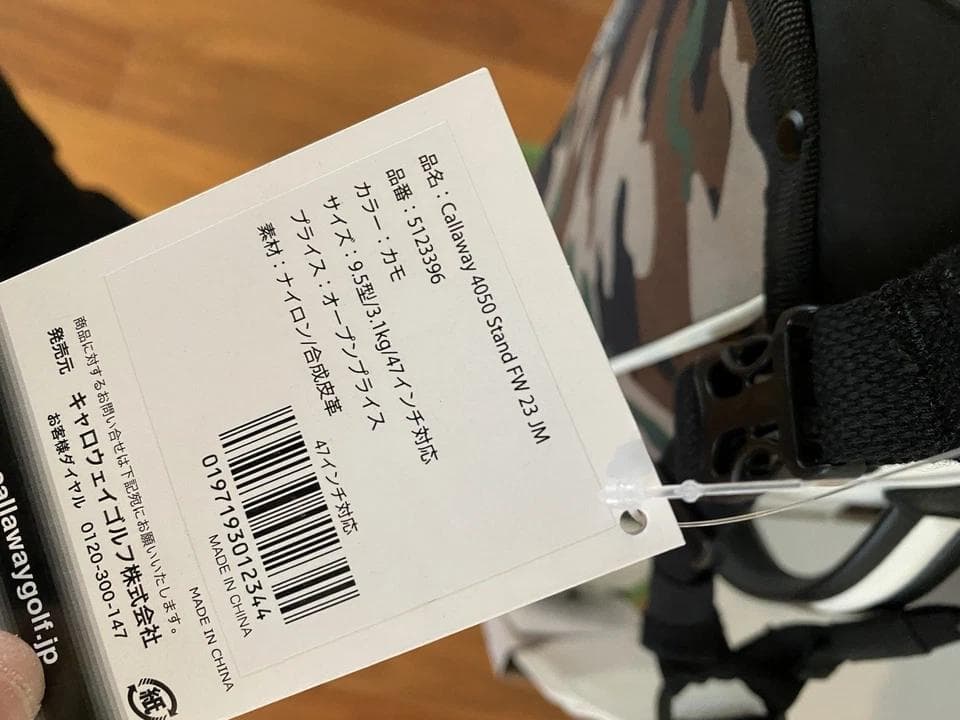 品名：Callaway 4050 Stand FW 23 JM
品番：5123396
カラー：カモ
サイズ：9.5型/3.1kg/47インチ対応
プライス：オープンプライス
素材：ナイロン/合成皮革
47インチ対応
0197193012344
MADE IN CHINA
MADE IN CHINA
商品に対するお問い合せは下記宛にお願いいたします。
発売元 キャロウェイゴルフ株式会社
お客様ダイヤル 0120-300-147
紙
callawaygolf.jp